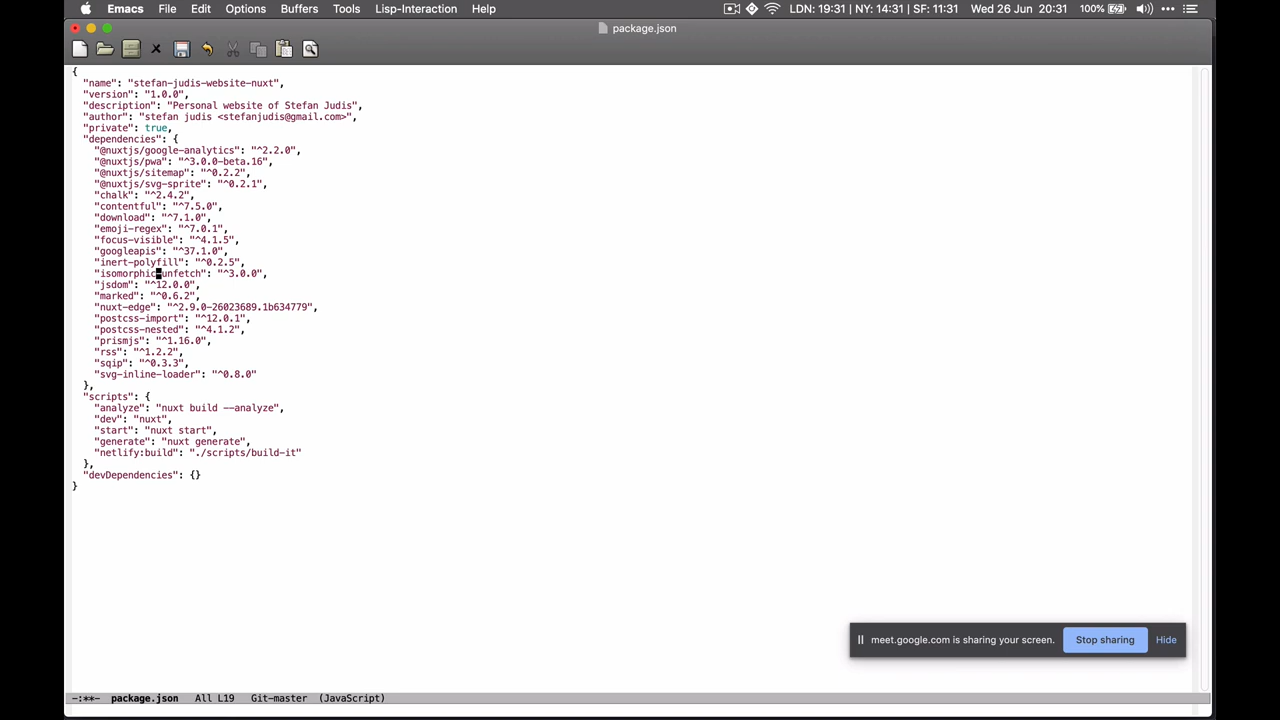 Emacs File Edit Options Buffers Tools Lisp-Interaction Help LDN: 19:31 | NY: 14:31 | SF: 11:31 Wed 26 Jun 20:31 100%
package.json
{
"name": "stefan-judis-website-nuxt",
"version": "1.0.0",
"description": "Personal website of Stefan Judis",
"author": "stefan judis <stefanjudis@gmail.com>",
"private": true,
"dependencies": {
"@nuxtjs/google-analytics": "^2.2.0",
"@nuxtjs/pwa": "^3.0.0-beta.16",
"@nuxtjs/sitemap": "^0.2.2",
"@nuxtjs/svg-sprite": "^0.2.1",
"chalk": "^2.4.2",
"contentful": "^7.5.0",
"download": "^7.1.0",
"emoji-regex": "^7.0.1",
"focus-visible": "^4.1.5",
"googleapis": "^37.1.0",
"inert-polyfill": "^0.2.5",
"isomorphic-unfetch": "^3.0.0",
"jsdom": "^12.0.0",
"marked": "^0.6.2",
"nuxt-edge": "^2.9.0-26023689.1b634779",
"postcss-import": "^12.0.1",
"postcss-nested": "^4.1.2",
"prismjs": "^1.16.0",
"rss": "^1.2.2",
"sqip": "^0.3.3",
"svg-inline-loader": "^0.8.0"
},
"scripts": {
"analyze": "nuxt build --analyze",
"dev": "nuxt",
"start": "nuxt start",
"generate": "nuxt generate",
"netlify:build": "./scripts/build-it"
},
"devDependencies": {}
}
meet.google.com is sharing your screen. Stop sharing Hide
-:**- package.json All L19 Git-master (JavaScript)